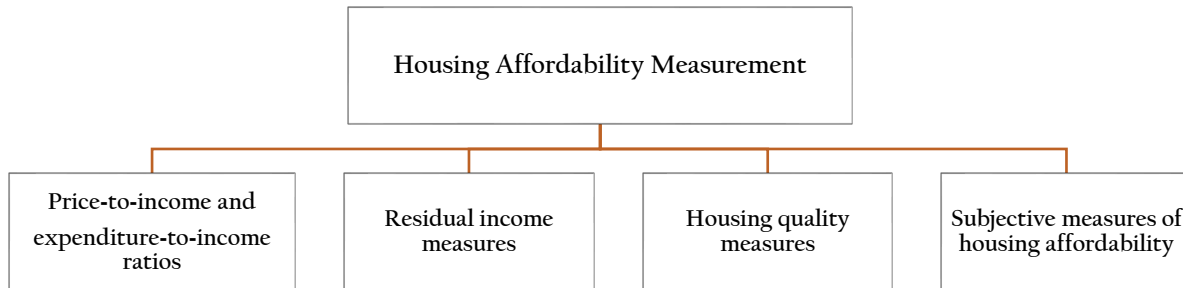 Housing Affordability Measurement
Price-to-income and
expenditure-to-income
ratios
Residual income
measures
Housing quality
measures
Subjective measures of
housing affordability